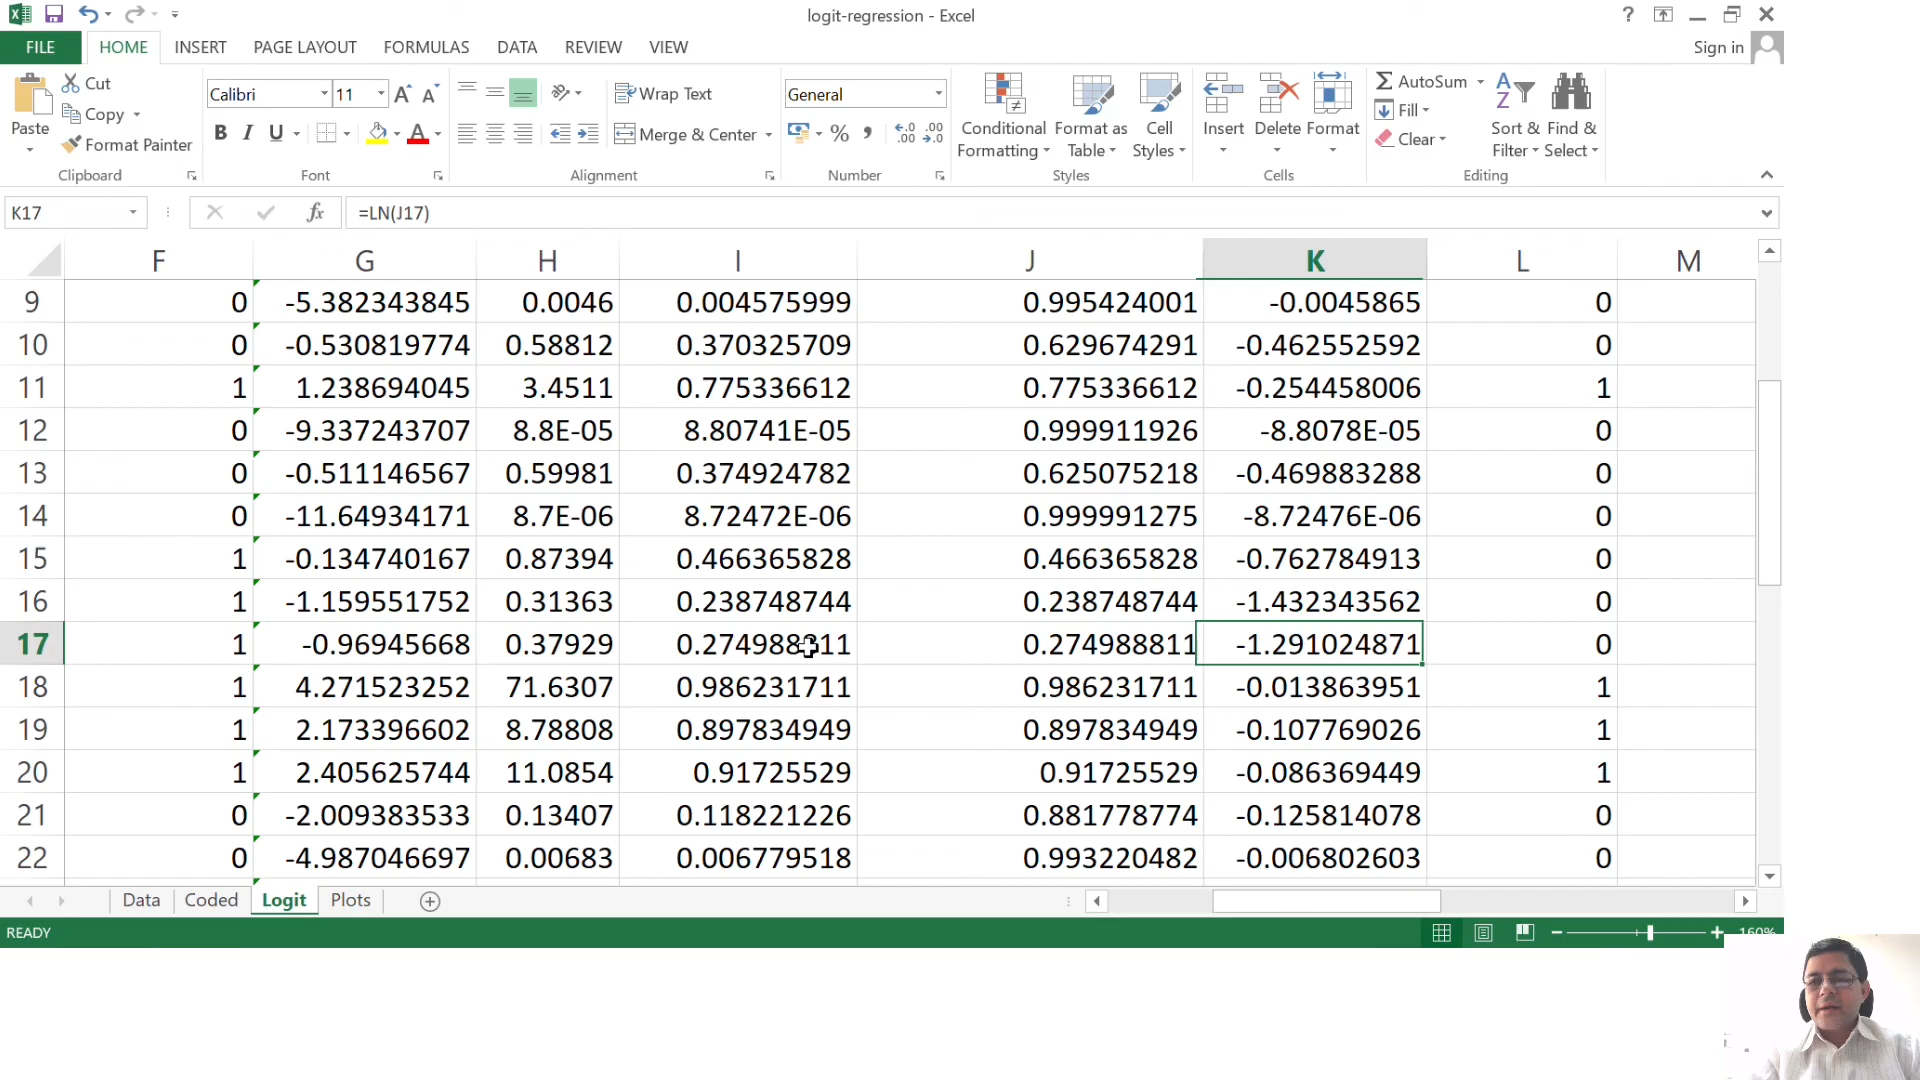 logit-regression - Excel
?
FILE HOME INSERT PAGE LAYOUT FORMULAS DATA REVIEW VIEW Sign in
Paste Cut Copy Format Painter Clipboard
Calibri 11 B I U A Font
Wrap Text Merge & Center Alignment
General % Number
Conditional Formatting Format as Table Cell Styles Styles
Insert Delete Format Cells
AutoSum Fill Clear Sort & Filter Find & Select Editing
K17 fx =LN(J17)
F G H I J K L M
9 0 -5.382343845 0.0046 0.004575999 0.995424001 -0.0045865 0
10 0 -0.530819774 0.58812 0.370325709 0.629674291 -0.462552592 0
11 1 1.238694045 3.4511 0.775336612 0.775336612 -0.254458006 1
12 0 -9.337243707 8.8E-05 8.80741E-05 0.999911926 -8.8078E-05 0
13 0 -0.511146567 0.59981 0.374924782 0.625075218 -0.469883288 0
14 0 -11.64934171 8.7E-06 8.72472E-06 0.999991275 -8.72476E-06 0
15 1 -0.134740167 0.87394 0.466365828 0.466365828 -0.762784913 0
16 1 -1.159551752 0.31363 0.238748744 0.238748744 -1.432343562 0
17 1 -0.96945668 0.37929 0.274988811 0.274988811 -1.291024871 0
18 1 4.271523252 71.6307 0.986231711 0.986231711 -0.013863951 1
19 1 2.173396602 8.78808 0.897834949 0.897834949 -0.107769026 1
20 1 2.405625744 11.0854 0.91725529 0.91725529 -0.086369449 1
21 0 -2.009383533 0.13407 0.118221226 0.881778774 -0.125814078 0
22 0 -4.987046697 0.00683 0.006779518 0.993220482 -0.006802603 0
Data Coded Logit Plots
READY 160%